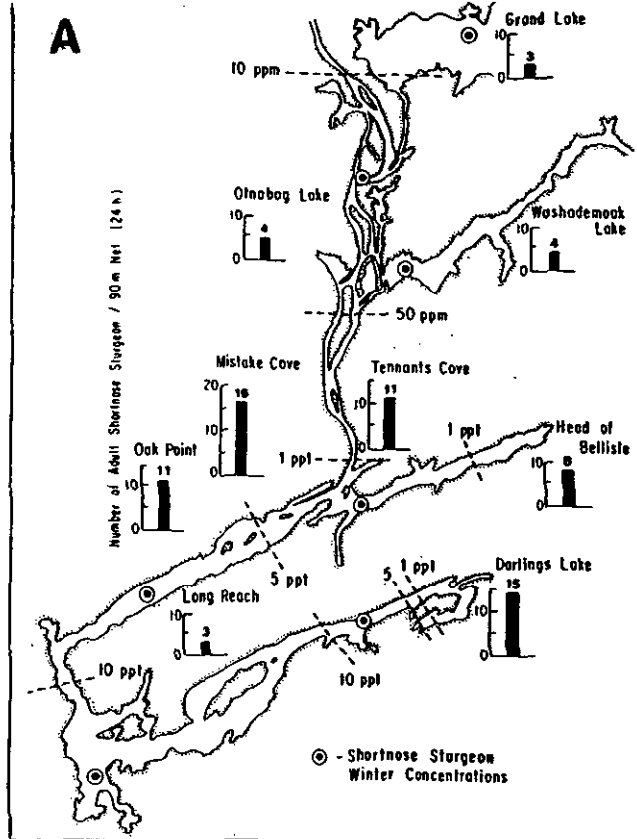 A
Grand Lake
10
3
0
10 ppm
Otnabog Lake
10
4
0
Washademoak
Lake
10
4
0
50 ppm
Number of Adult Shortnose Sturgeon / 90 m Net (24 h)
Mistake Cove
20
16
10
0
Tennants Cove
11
10
0
1 ppt
1 ppt
Head of
Bellisle
10
8
0
Oak Point
11
10
0
5 ppt
Long Reach
10
3
0
5
1 ppt
Darlings Lake
15
10
0
10 ppt
10 ppt
- Shortnose Sturgeon
Winter Concentrations